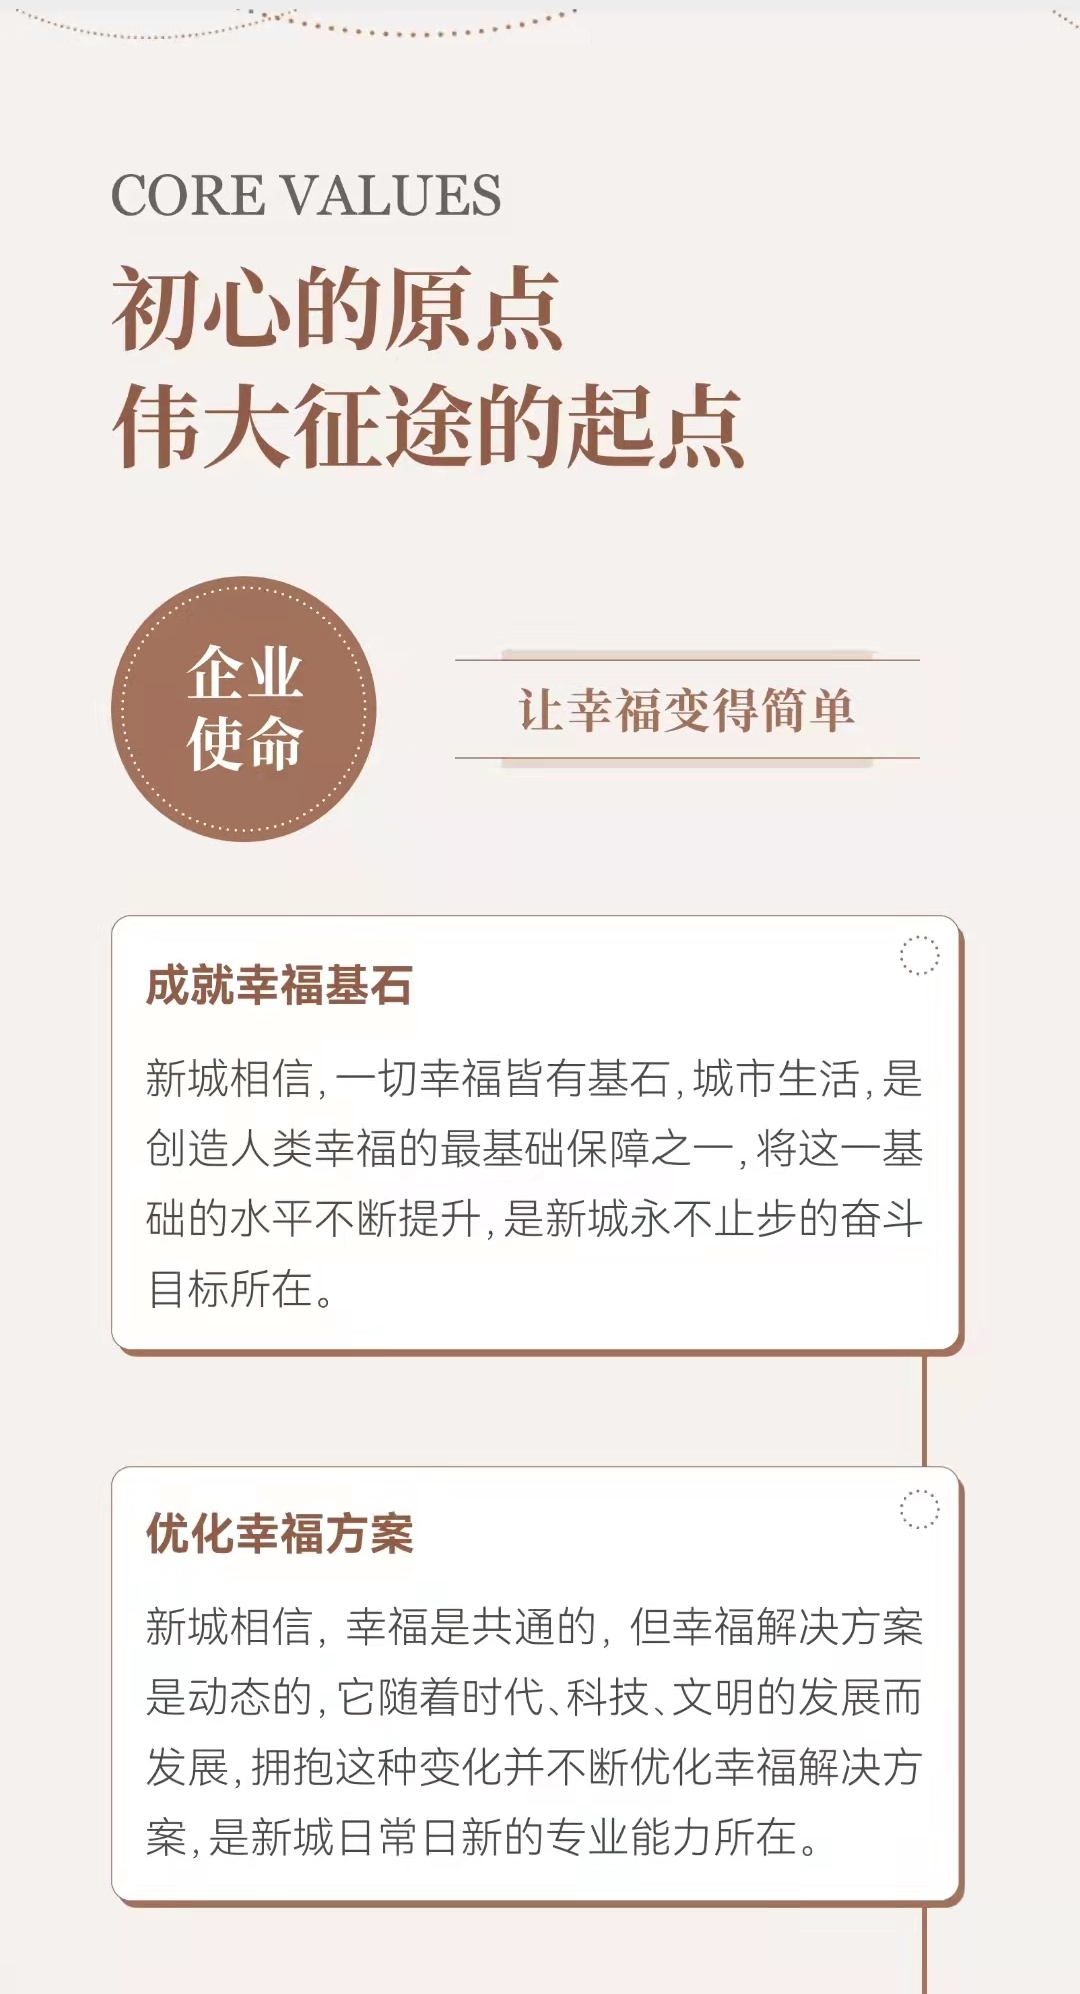 CORE VALUES
初心的原点
伟大征途的起点
企业
使命
让幸福变得简单
成就幸福基石
新城相信,一切幸福皆有基石,城市生活,是
创造人类幸福的最基础保障之一,将这一基
础的水平不断提升,是新城永不止步的奋斗
目标所在。
优化幸福方案
新城相信, 幸福是共通的, 但幸福解决方案
是动态的,它随着时代、科技、文明的发展而
发展,拥抱这种变化并不断优化幸福解决方
案,是新城日常日新的专业能力所在。